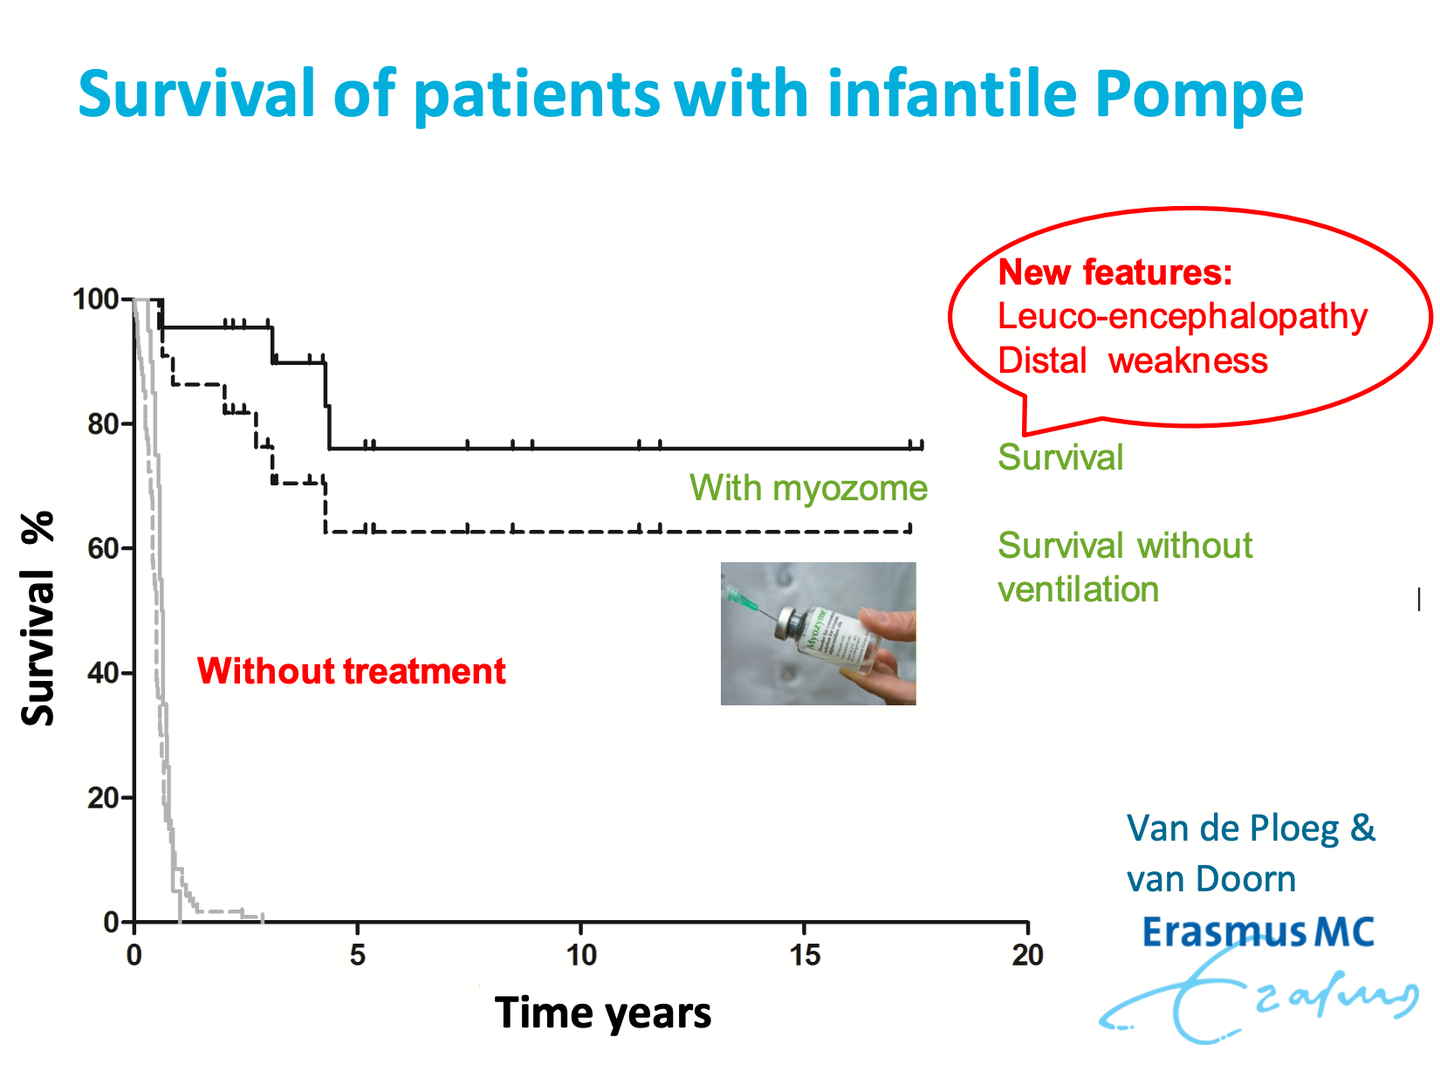 Survival of patients with infantile Pompe
New features:
Leuco-encephalopathy
Distal weakness
100
80
60
40
20
0
Survival %
With myozome
Survival
Survival without
ventilation
Without treatment
Myozyme
0 5 10 15 20
Time years
Van de Ploeg &
van Doorn
Erasmus MC
Erasmus